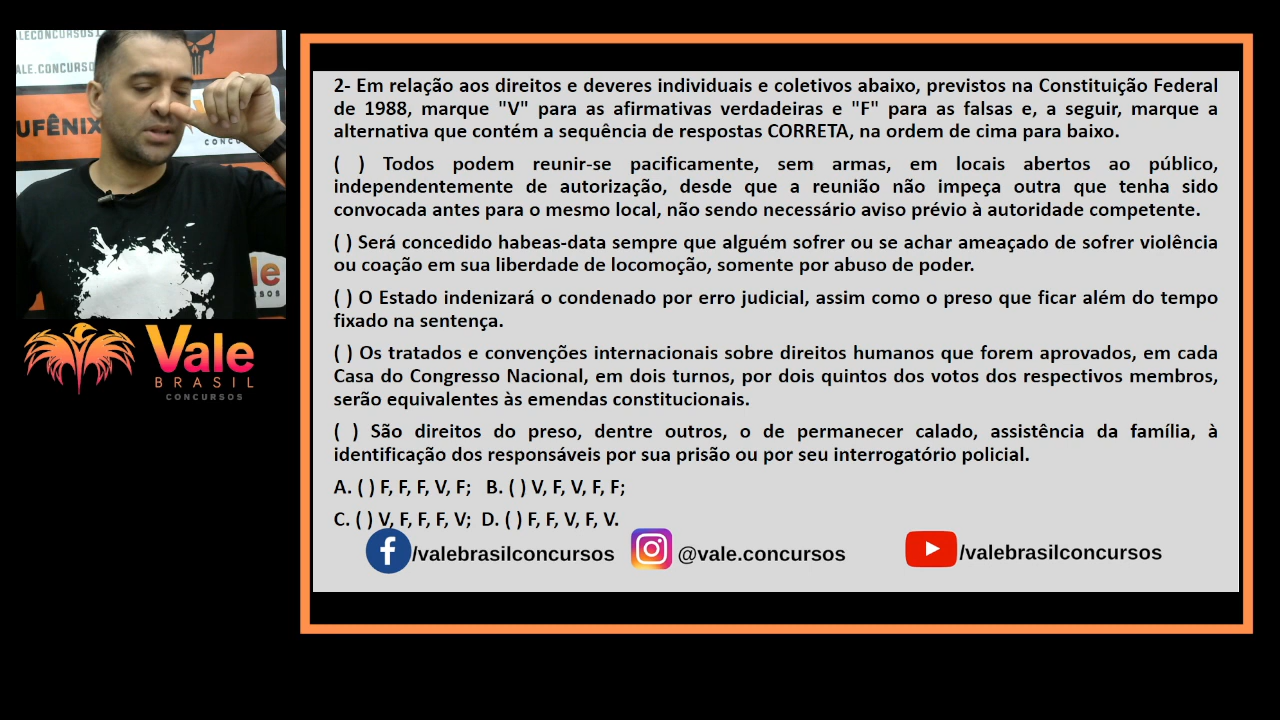 ALECONCURSOS
ALE.CONCURSO
UFÊNIX
CONCU
le
SOS
Vale
BRASIL
CONCURSOS
2- Em relação aos direitos e deveres individuais e coletivos abaixo, previstos na Constituição Federal
de 1988, marque "V" para as afirmativas verdadeiras e "F" para as falsas e, a seguir, marque a
alternativa que contém a sequência de respostas CORRETA, na ordem de cima para baixo.
( ) Todos podem reunir-se pacificamente, sem armas, em locais abertos ao público,
independentemente de autorização, desde que a reunião não impeça outra que tenha sido
convocada antes para o mesmo local, não sendo necessário aviso prévio à autoridade competente.
( ) Será concedido habeas-data sempre que alguém sofrer ou se achar ameaçado de sofrer violência
ou coação em sua liberdade de locomoção, somente por abuso de poder.
( ) O Estado indenizará o condenado por erro judicial, assim como o preso que ficar além do tempo
fixado na sentença.
( ) Os tratados e convenções internacionais sobre direitos humanos que forem aprovados, em cada
Casa do Congresso Nacional, em dois turnos, por dois quintos dos votos dos respectivos membros,
serão equivalentes às emendas constitucionais.
( ) São direitos do preso, dentre outros, o de permanecer calado, assistência da família, à
identificação dos responsáveis por sua prisão ou por seu interrogatório policial.
A. ( ) F, F, F, V, F; B. ( ) V, F, V, F, F;
C. ( ) V, F, F, F, V; D. ( ) F, F, V, F, V.
/valebrasilconcursos @vale.concursos /valebrasilconcursos